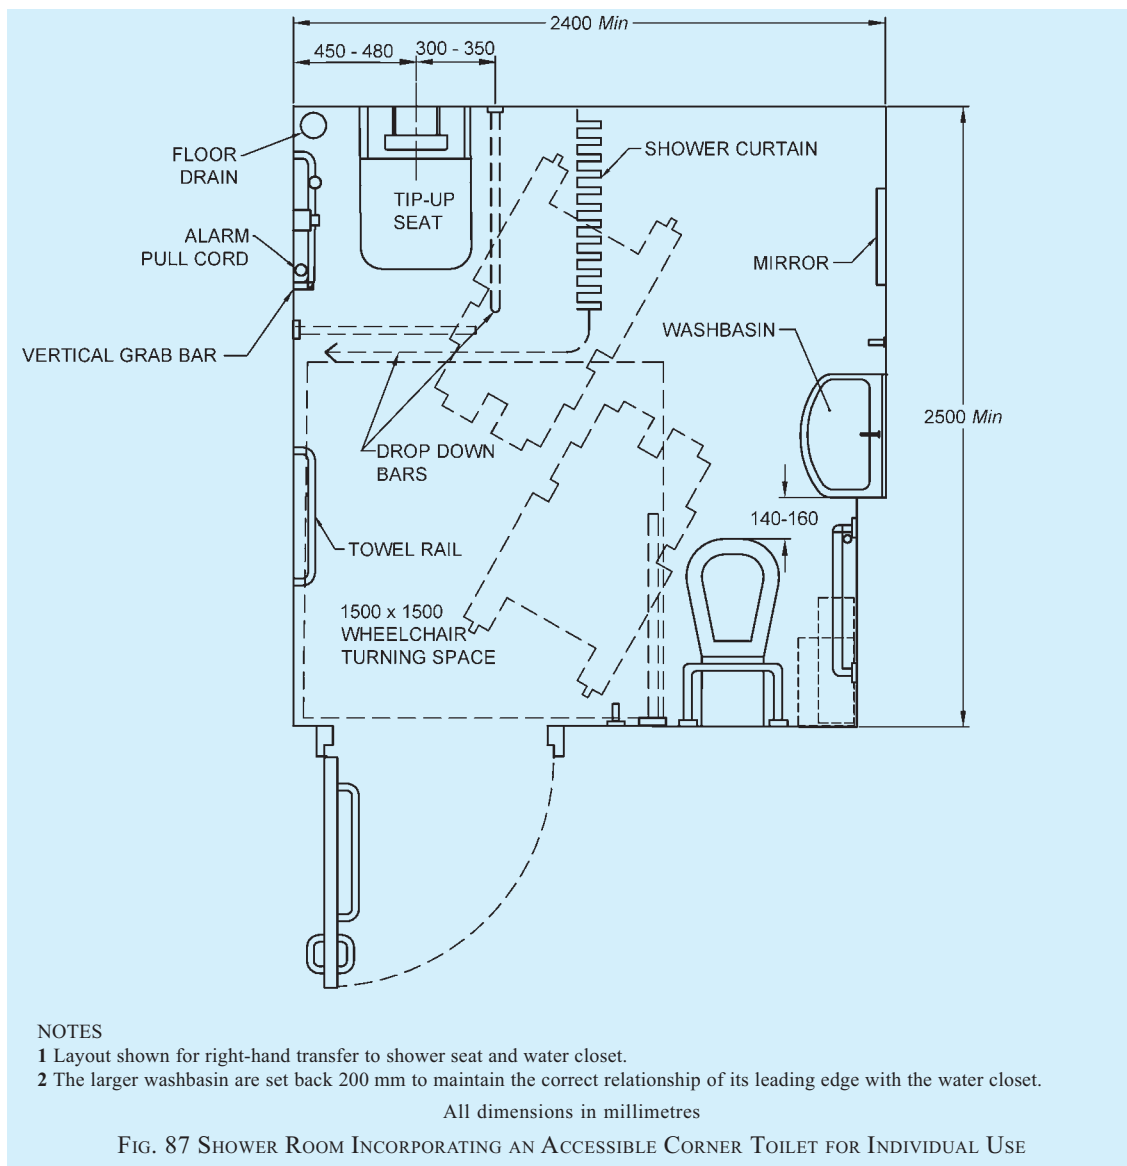 2400 Min
450 - 480
300 - 350
FLOOR
DRAIN
SHOWER CURTAIN
TIP-UP
SEAT
ALARM
PULL CORD
MIRROR
WASHBASIN
VERTICAL GRAB BAR
2500 Min
DROP DOWN
BARS
140-160
TOWEL RAIL
1500 x 1500
WHEELCHAIR
TURNING SPACE
NOTES
1 Layout shown for right-hand transfer to shower seat and water closet.
2 The larger washbasin are set back 200 mm to maintain the correct relationship of its leading edge with the water closet.
All dimensions in millimetres
FIG. 87 SHOWER ROOM INCORPORATING AN ACCESSIBLE CORNER TOILET FOR INDIVIDUAL USE